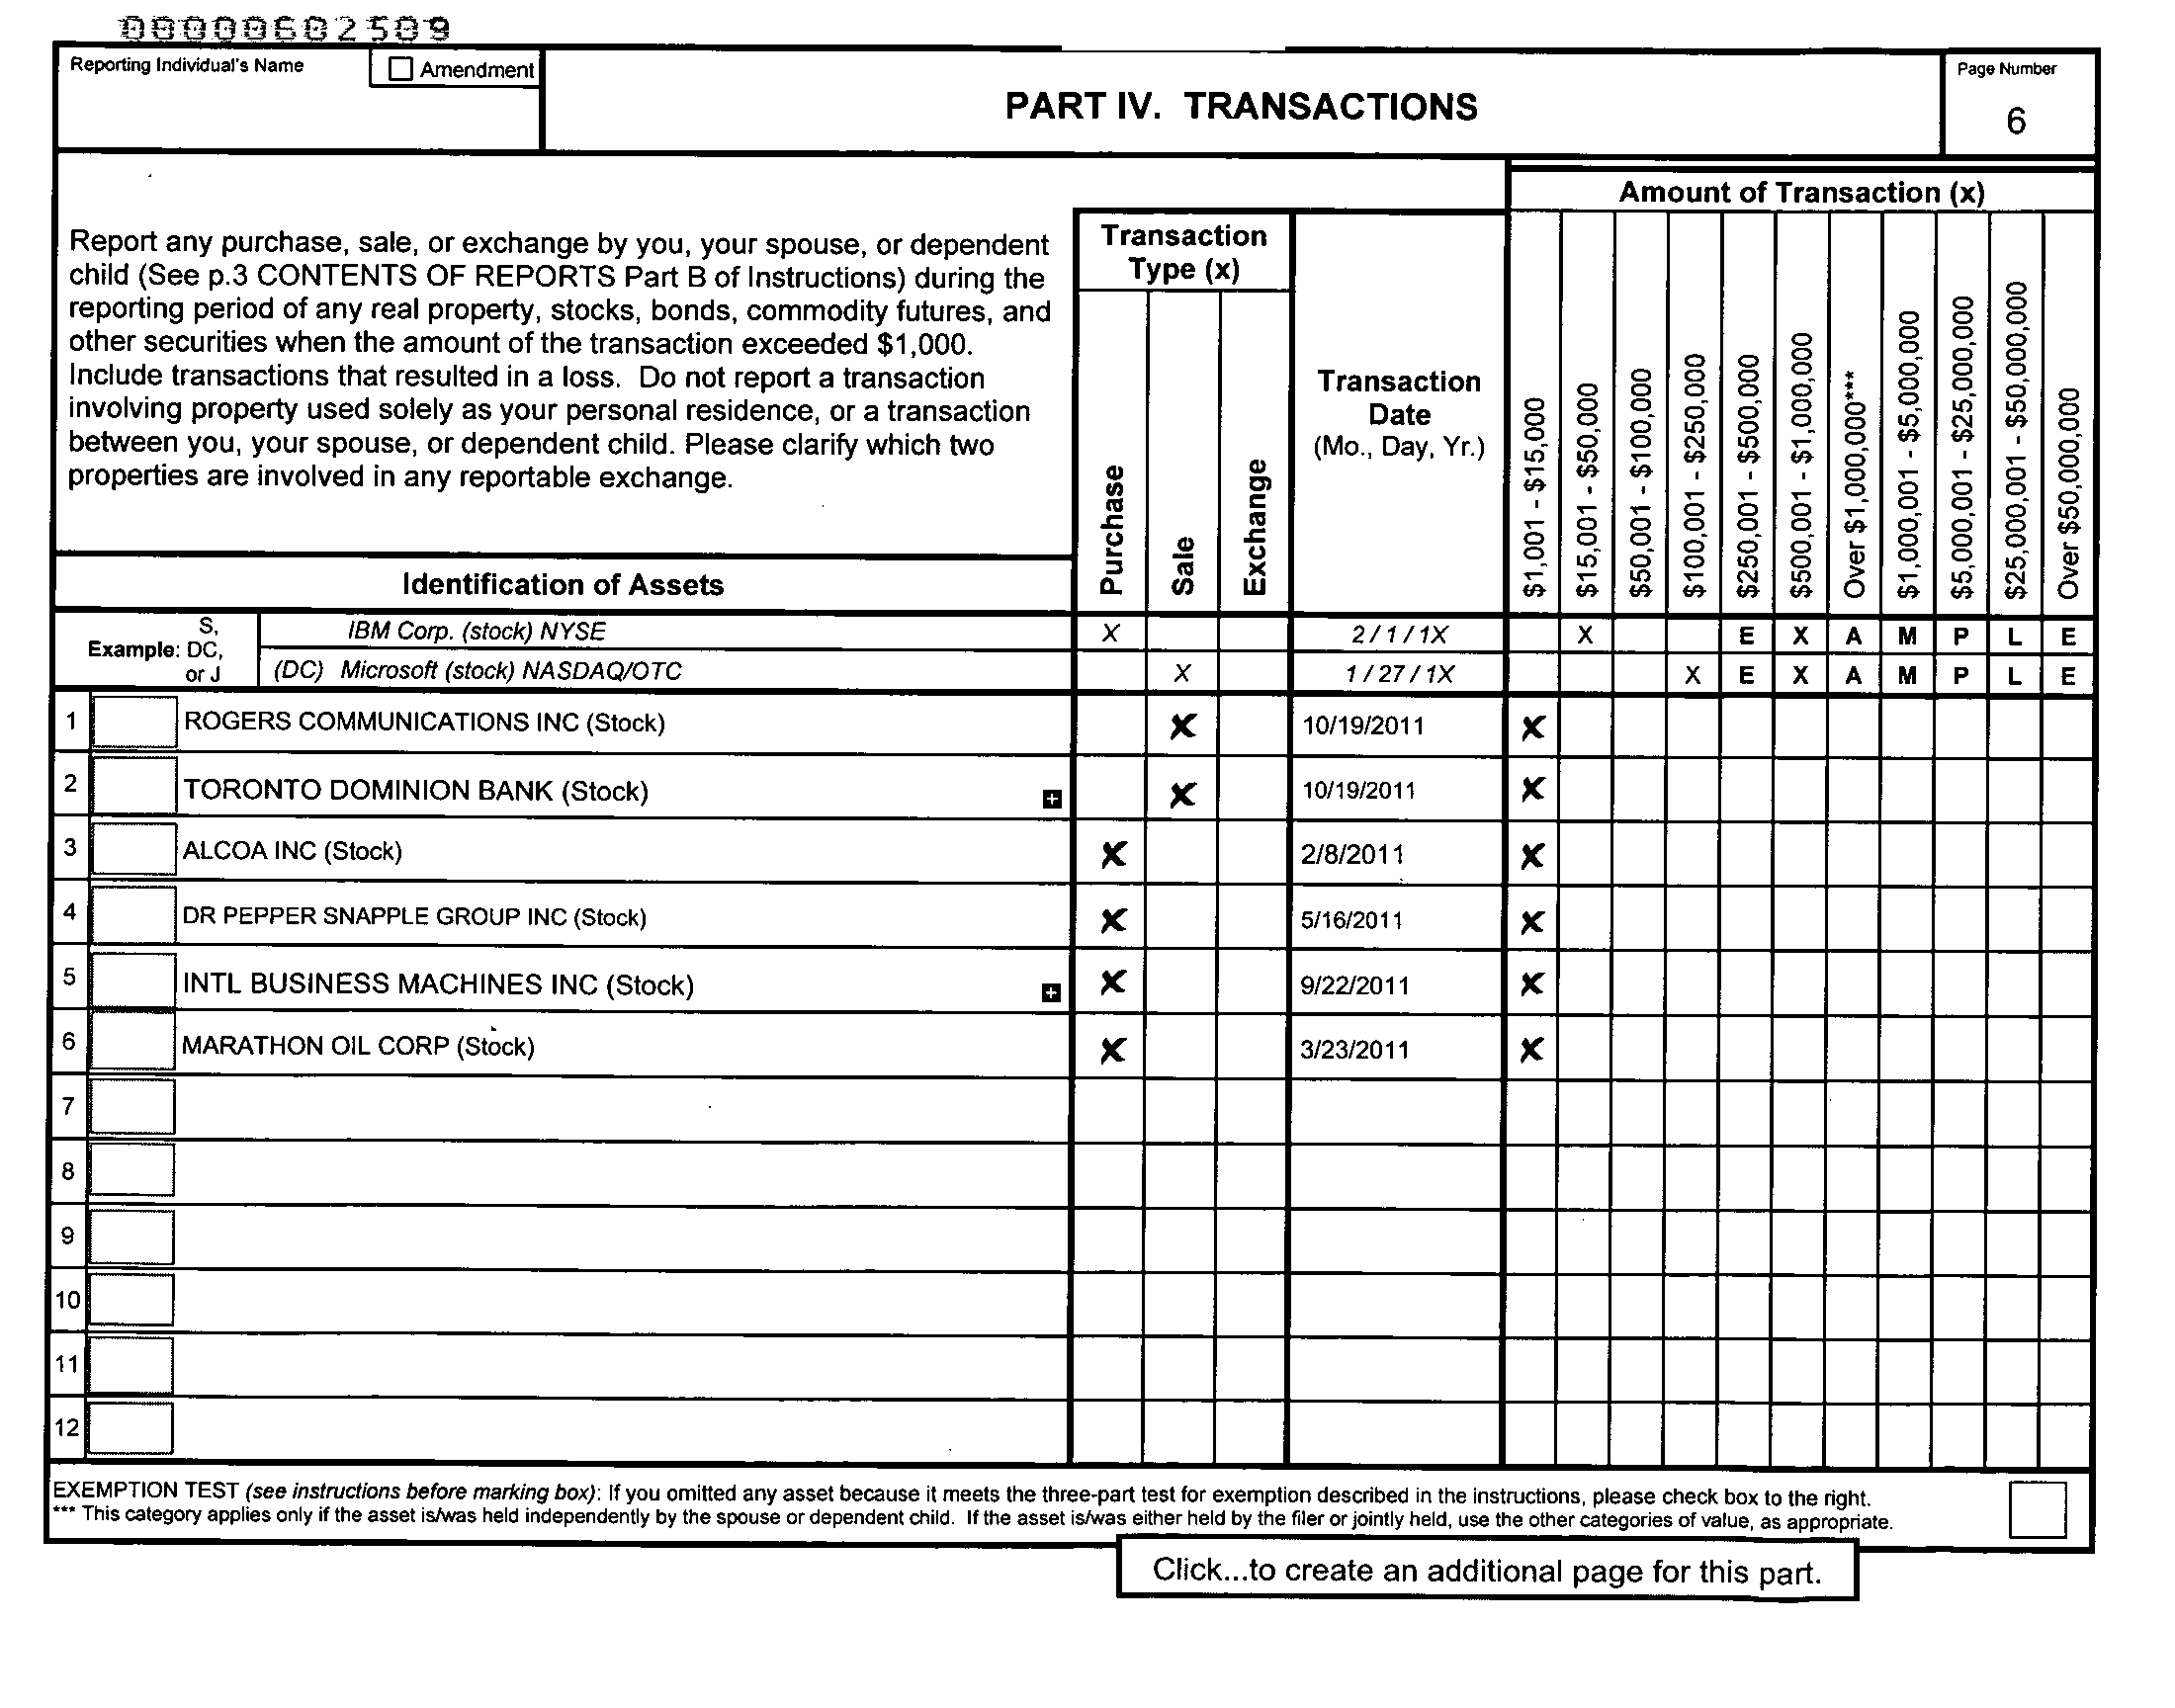 00000602509
Reporting Individual's Name
Amendment
PART IV. TRANSACTIONS
Page Number
6
Report any purchase, sale, or exchange by you, your spouse, or dependent
child (See p.3 CONTENTS OF REPORTS Part B of Instructions) during the
reporting period of any real property, stocks, bonds, commodity futures, and
other securities when the amount of the transaction exceeded $1,000.
Include transactions that resulted in a loss. Do not report a transaction
involving property used solely as your personal residence, or a transaction
between you, your spouse, or dependent child. Please clarify which two
properties are involved in any reportable exchange.
Identification of Assets
Transaction
Type (x)
Purchase
Sale
Exchange
Transaction
Date
(Mo., Day, Yr.)
Amount of Transaction (x)
$1,001 - $15,000
$15,001 - $50,000
$50,001 - $100,000
$100,001 - $250,000
$250,001 - $500,000
$500,001 - $1,000,000
Over $1,000,000***
$1,000,001 - $5,000,000
$5,000,001 - $25,000,000
$25,000,001 - $50,000,000
Over $50,000,000
S,
Example: DC,
or J
IBM Corp. (stock) NYSE X 2 / 1 / 1X X E X A M P L E
(DC) Microsoft (stock) NASDAQ/OTC X 1 / 27 / 1X X E X A M P L E
1 ROGERS COMMUNICATIONS INC (Stock) X 10/19/2011 X
2 TORONTO DOMINION BANK (Stock) + X 10/19/2011 X
3 ALCOA INC (Stock) X 2/8/2011 X
4 DR PEPPER SNAPPLE GROUP INC (Stock) X 5/16/2011 X
5 INTL BUSINESS MACHINES INC (Stock) + X 9/22/2011 X
6 MARATHON OIL CORP (Stock) X 3/23/2011 X
7
8
9
10
11
12
EXEMPTION TEST (see instructions before marking box): If you omitted any asset because it meets the three-part test for exemption described in the instructions, please check box to the right.
*** This category applies only if the asset is/was held independently by the spouse or dependent child. If the asset is/was either held by the filer or jointly held, use the other categories of value, as appropriate.
Click...to create an additional page for this part.